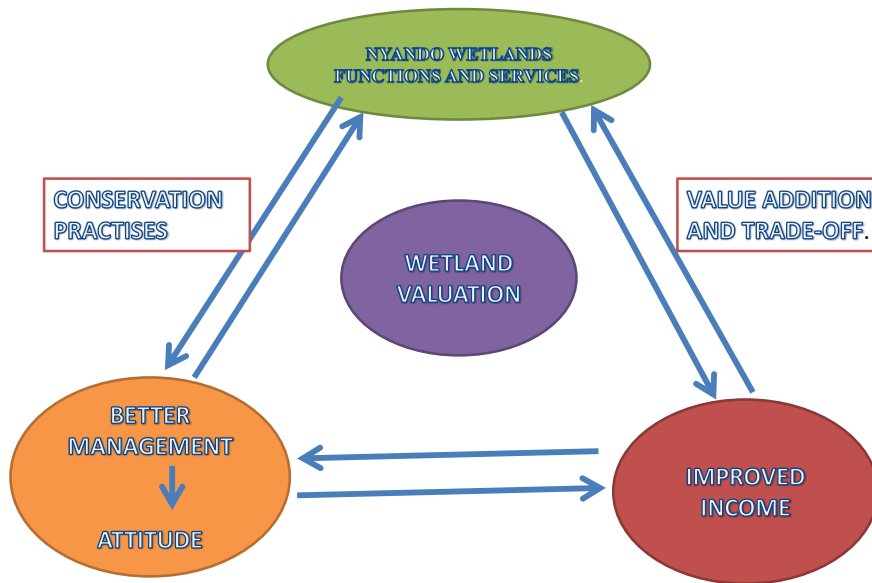 NYANDO WETLANDS
FUNCTIONS AND SERVICES.
CONSERVATION
PRACTISES
VALUE ADDITION
AND TRADE-OFF.
WETLAND
VALUATION
BETTER
MANAGEMENT
ATTITUDE
IMPROVED
INCOME